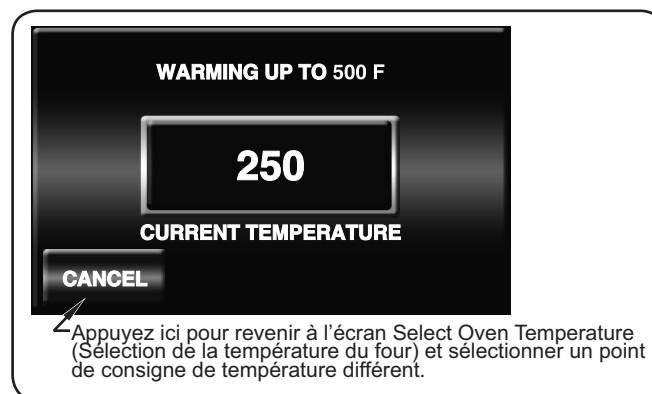 WARMING UP TO 500 F
250
CURRENT TEMPERATURE
CANCEL
Appuyez ici pour revenir à l'écran Select Oven Temperature
(Sélection de la température du four) et sélectionner un point
de consigne de température différent.